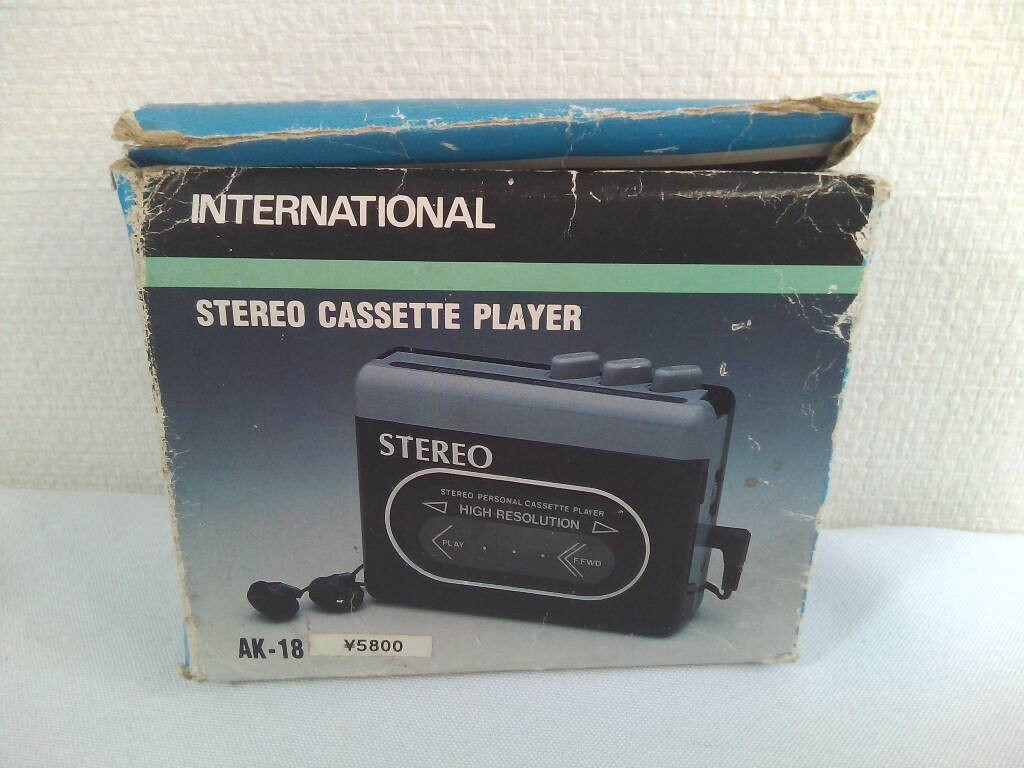 INTERNATIONAL
STEREO CASSETTE PLAYER
STEREO
STEREO PERSONAL CASSETTE PLAYER
HIGH RESOLUTION
PLAY
F.FWD
AK-18
¥5800